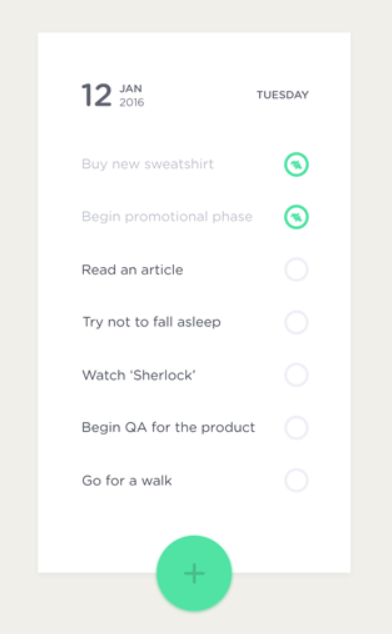 12 JAN
2016
TUESDAY
Buy new sweatshirt
Begin promotional phase
Read an article
Try not to fall asleep
Watch ‘Sherlock’
Begin QA for the product
Go for a walk
+